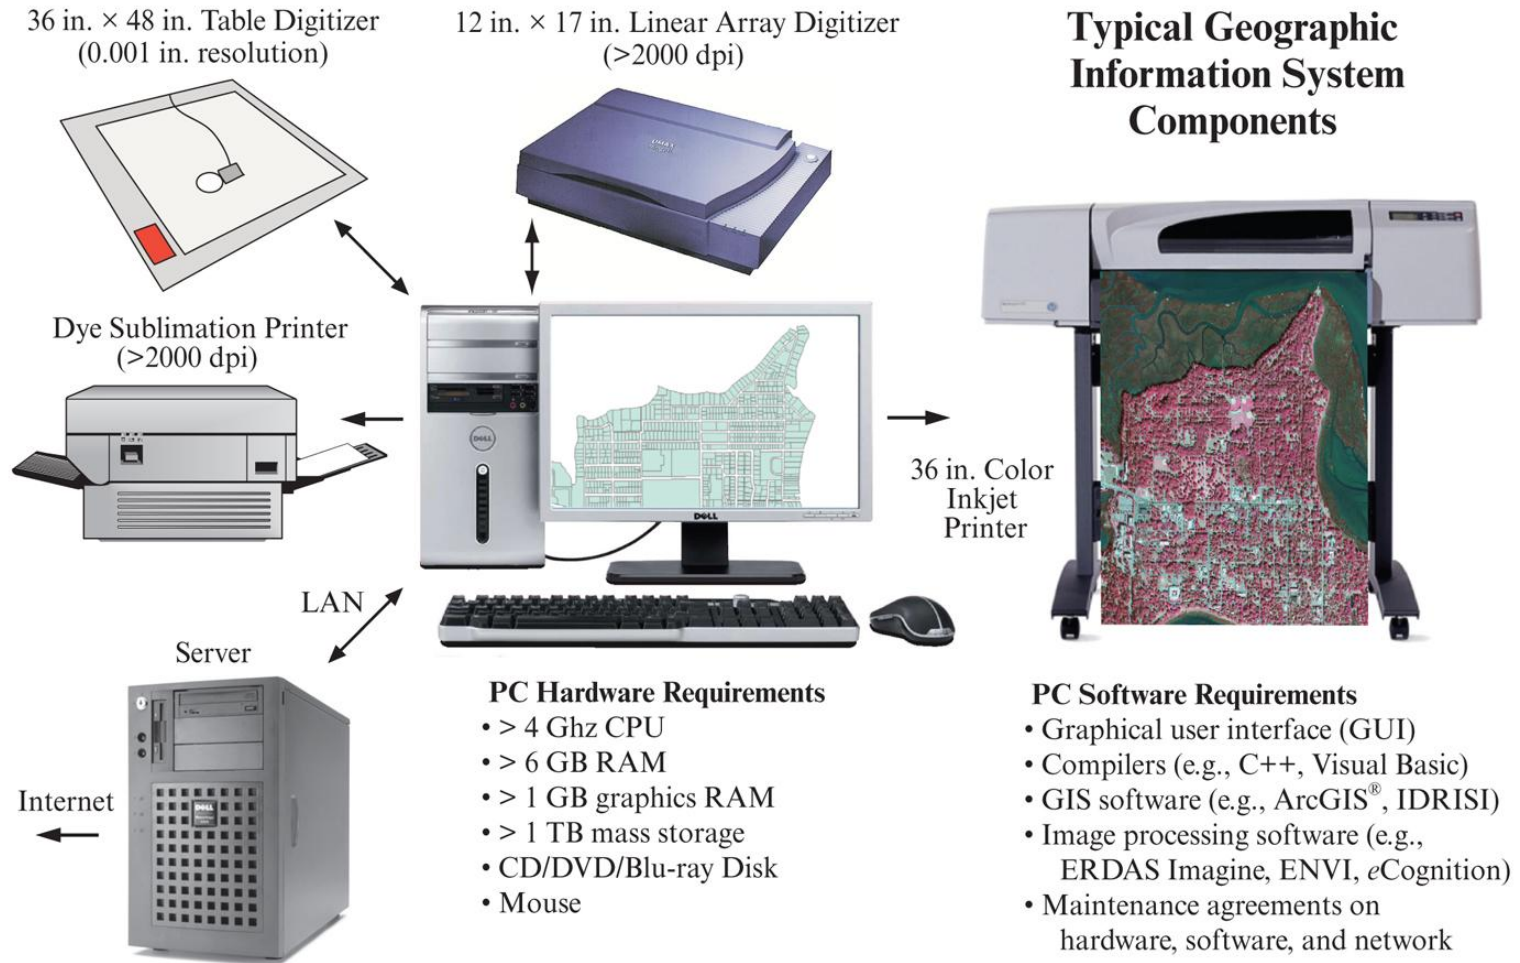 36 in. × 48 in. Table Digitizer
(0.001 in. resolution)
12 in. × 17 in. Linear Array Digitizer
(>2000 dpi)
Typical Geographic
Information System
Components
Dye Sublimation Printer
(>2000 dpi)
DELL
DELL
36 in. Color
Inkjet
Printer
LAN
Server
DELL
Internet
PC Hardware Requirements
• > 4 Ghz CPU
• > 6 GB RAM
• > 1 GB graphics RAM
• > 1 TB mass storage
• CD/DVD/Blu-ray Disk
• Mouse
PC Software Requirements
• Graphical user interface (GUI)
• Compilers (e.g., C++, Visual Basic)
• GIS software (e.g., ArcGIS®, IDRISI)
• Image processing software (e.g.,
ERDAS Imagine, ENVI, eCognition)
• Maintenance agreements on
hardware, software, and network